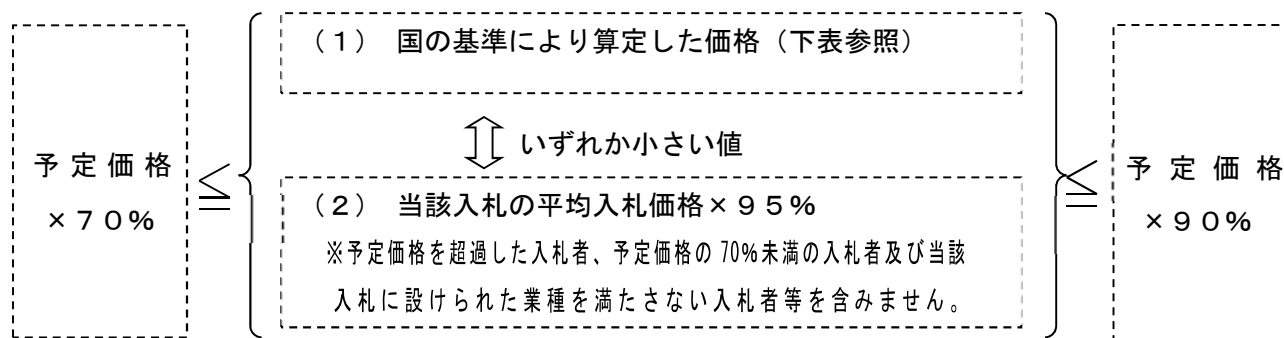 予定価格
×７０％
≦
（１） 国の基準により算定した価格（下表参照）
いずれか小さい値
（２） 当該入札の平均入札価格×９５％
※予定価格を超過した入札者、予定価格の70%未満の入札者及び当該
入札に設けられた業種を満たさない入札者等を含みません。
≦
予定価格
×９０％